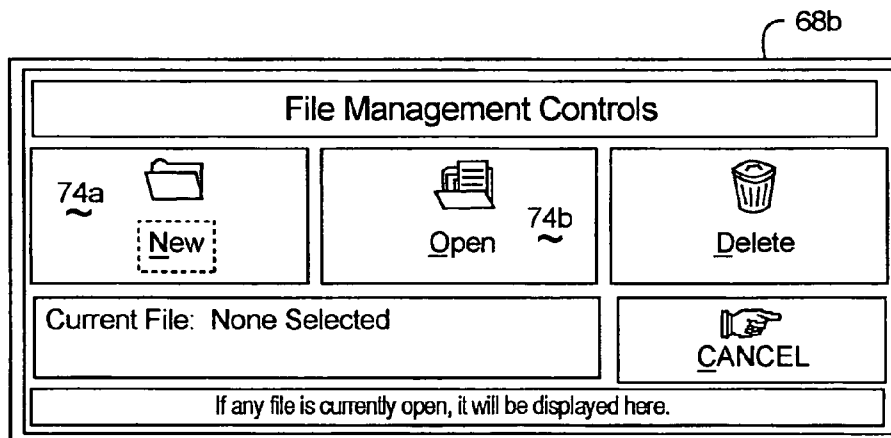 68b
File Management Controls
74a
New
Open
74b
Delete
Current File: None Selected
CANCEL
If any file is currently open, it will be displayed here.